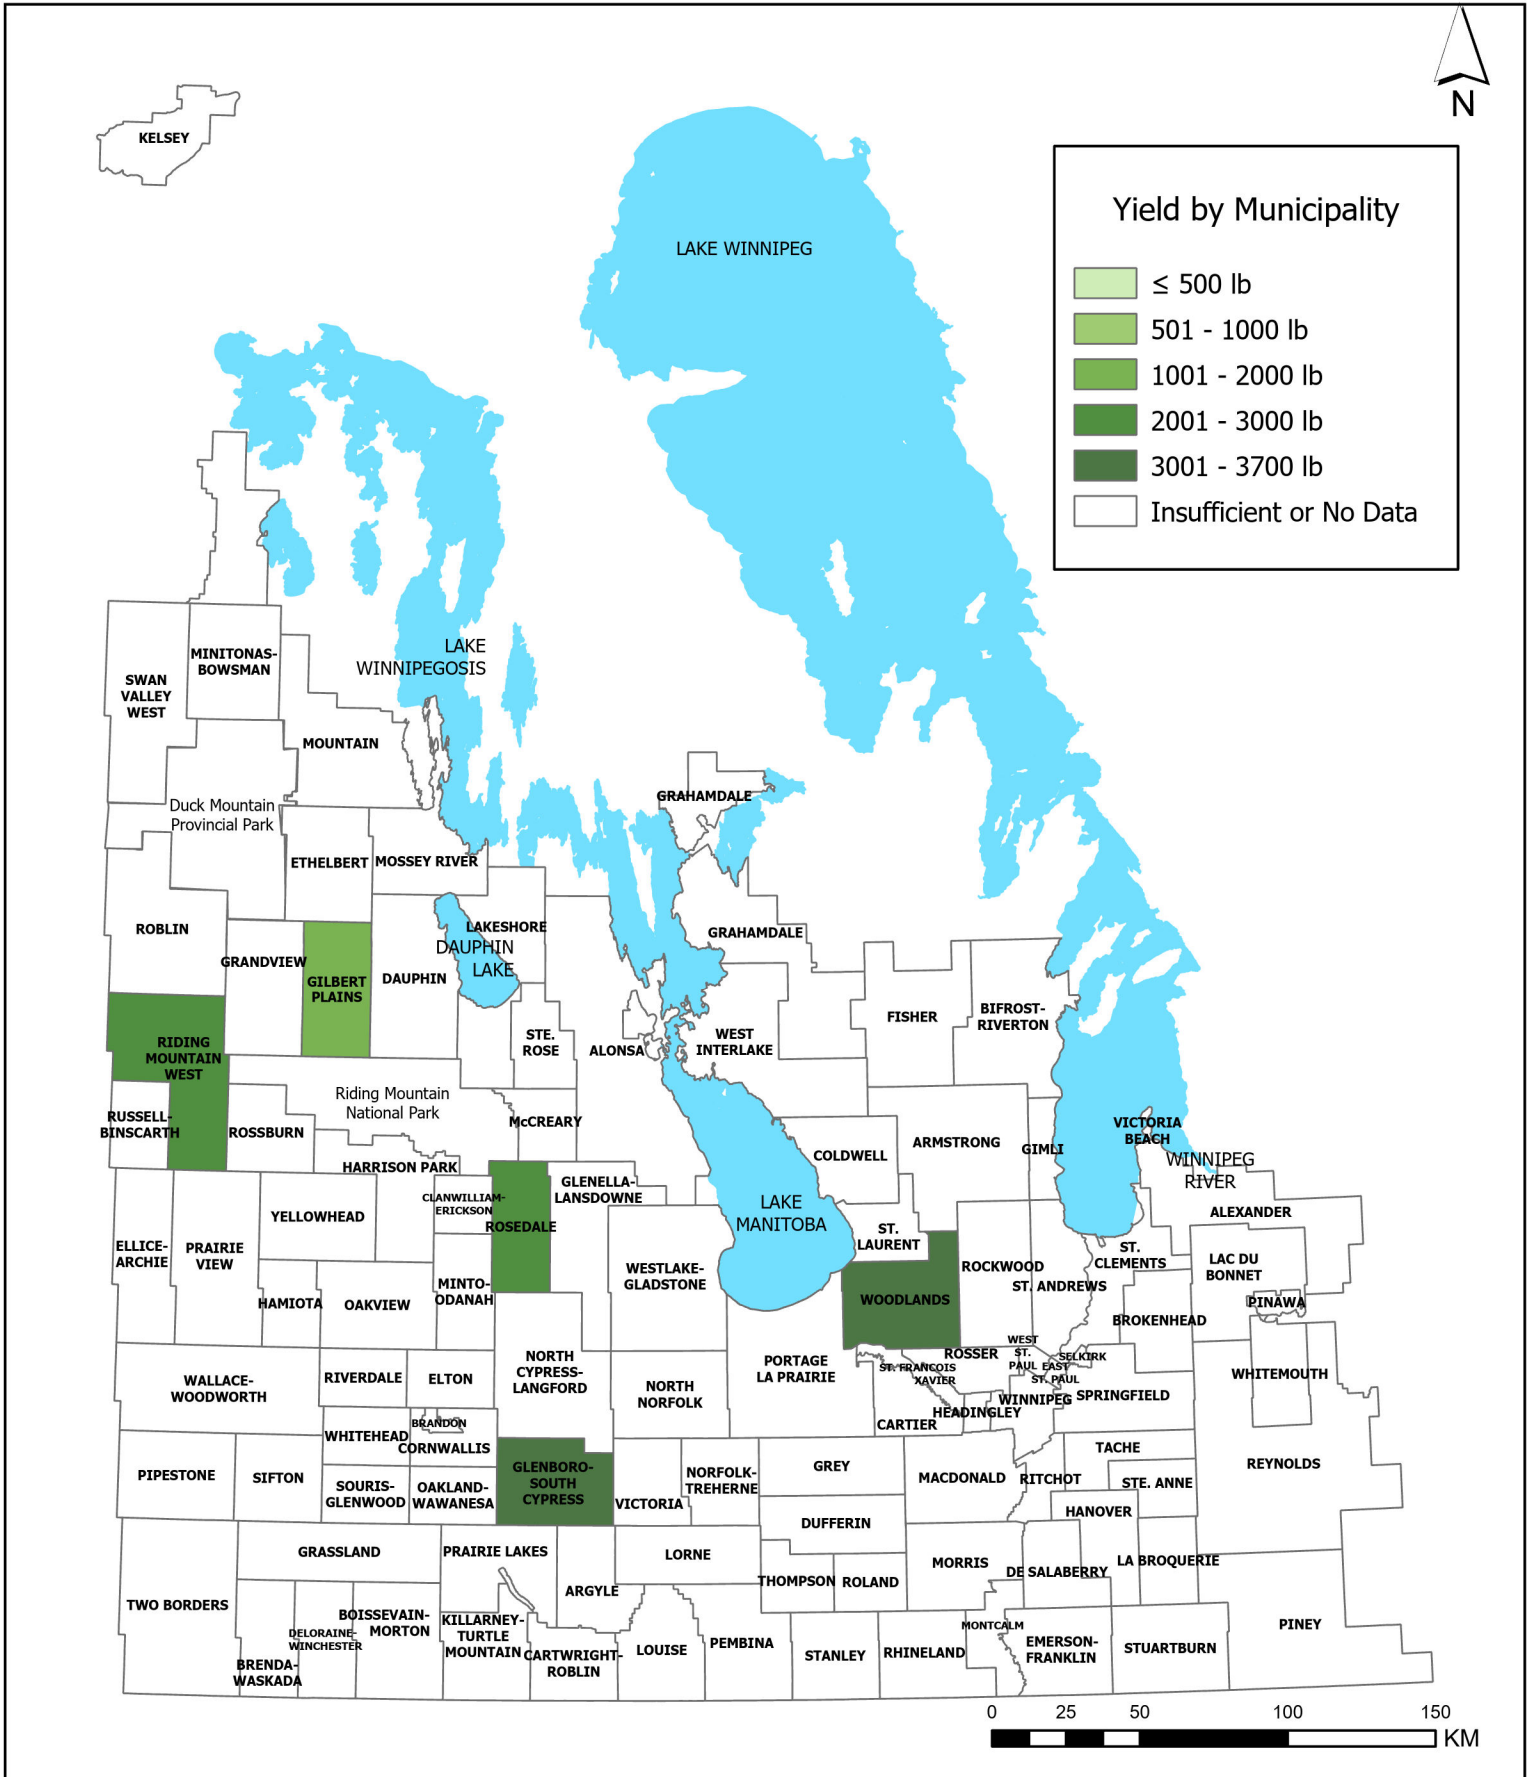 N
KELSEY
Yield by Municipality
≤ 500 lb
501 - 1000 lb
1001 - 2000 lb
2001 - 3000 lb
3001 - 3700 lb
Insufficient or No Data
LAKE WINNIPEG
LAKE
WINNIPEGOSIS
MINITONAS-
BOWSMAN
SWAN
VALLEY
WEST
MOUNTAIN
Duck Mountain
Provincial Park
GRAHAMDALE
ETHELBERT
MOSSEY RIVER
ROBLIN
LAKESHORE
DAUPHIN
LAKE
GRAHAMDALE
GRANDVIEW
GILBERT
PLAINS
DAUPHIN
FISHER
BIFROST-
RIVERTON
RIDING
MOUNTAIN
WEST
STE.
ROSE
ALONSA
WEST
INTERLAKE
Riding Mountain
National Park
RUSSELL-
BINSCARTH
ROSSBURN
McCREARY
VICTORIA
BEACH
ARMSTRONG
GIMLI
COLDWELL
WINNIPEG
RIVER
HARRISON PARK
GLENELLA-
LANSDOWNE
CLANWILLIAM-
ERICKSON
ROSEDALE
YELLOWHEAD
LAKE
MANITOBA
ALEXANDER
ST.
LAURENT
ELLICE-
ARCHIE
PRAIRIE
VIEW
ST.
CLEMENTS
LAC DU
BONNET
WESTLAKE-
GLADSTONE
ROCKWOOD
ST. ANDREWS
MINTO-
ODANAH
HAMIOTA
OAKVIEW
WOODLANDS
PINAWA
BROKENHEAD
NORTH
CYPRESS-
LANGFORD
PORTAGE
LA PRAIRIE
ROSSER
WEST
ST.
PAUL
SELKIRK
EAST
ST. PAUL
ST. FRANCOIS
XAVIER
WHITEMOUTH
WALLACE-
WOODWORTH
RIVERDALE
ELTON
NORTH
NORFOLK
WINNIPEG
SPRINGFIELD
HEADINGLEY
CARTIER
BRANDON
WHITEHEAD
CORNWALLIS
TACHE
PIPESTONE
SIFTON
SOURIS-
GLENWOOD
OAKLAND-
WAWANESA
GLENBORO-
SOUTH
CYPRESS
VICTORIA
NORFOLK-
TREHERNE
GREY
MACDONALD
RITCHOT
STE. ANNE
REYNOLDS
HANOVER
DUFFERIN
GRASSLAND
PRAIRIE LAKES
LORNE
MORRIS
DE SALABERRY
LA BROQUERIE
ARGYLE
THOMPSON
ROLAND
TWO BORDERS
BOISSEVAIN-
MORTON
DELORAINE-
WINCHESTER
BRENDA-
WASKADA
KILLARNEY-
TURTLE
MOUNTAIN
CARTWRIGHT-
ROBLIN
LOUISE
PEMBINA
STANLEY
RHINELAND
MONTCALM
EMERSON-
FRANKLIN
STUARTBURN
PINEY
0 25 50 100 150
KM